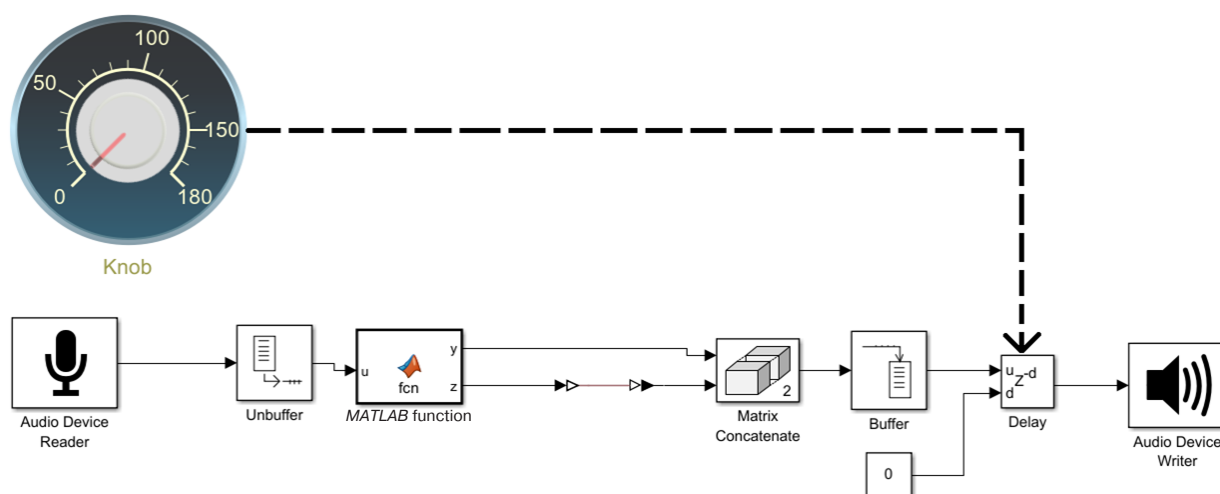 100
50
150
0
180
Knob
Audio Device
Reader
Unbuffer
u
fcn
y
z
MATLAB function
2
Matrix
Concatenate
Buffer
0
u
d
Z-d
Delay
Audio Device
Writer